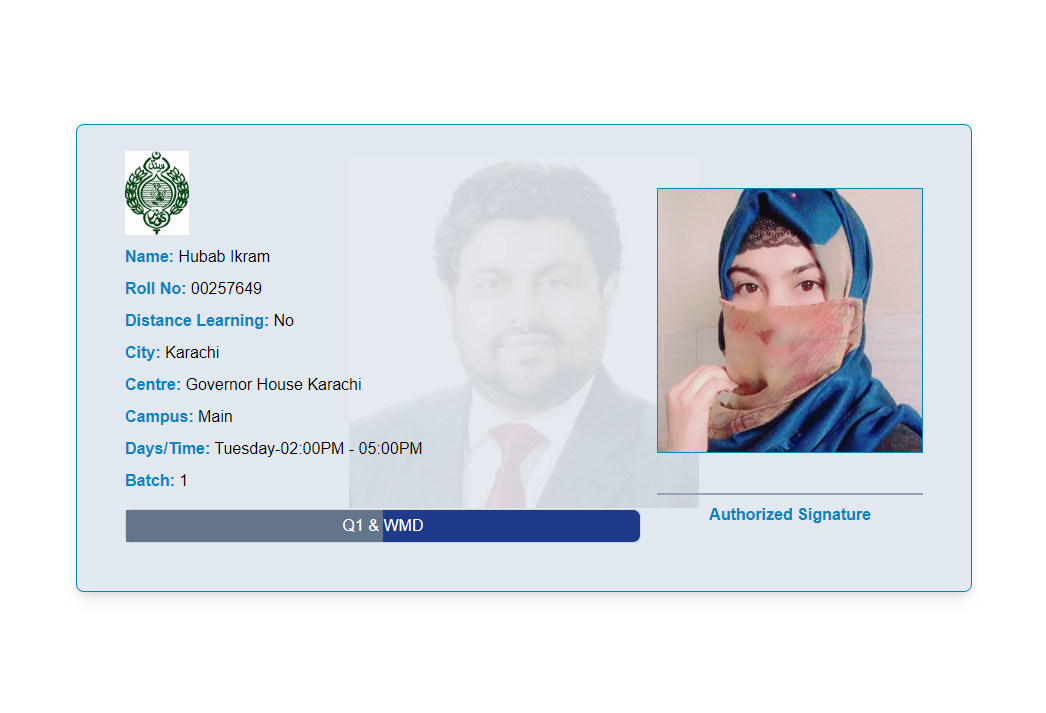 Name: Hubab Ikram
Roll No: 00257649
Distance Learning: No
City: Karachi
Centre: Governor House Karachi
Campus: Main
Days/Time: Tuesday-02:00PM - 05:00PM
Batch: 1
Q1 & WMD
Authorized Signature